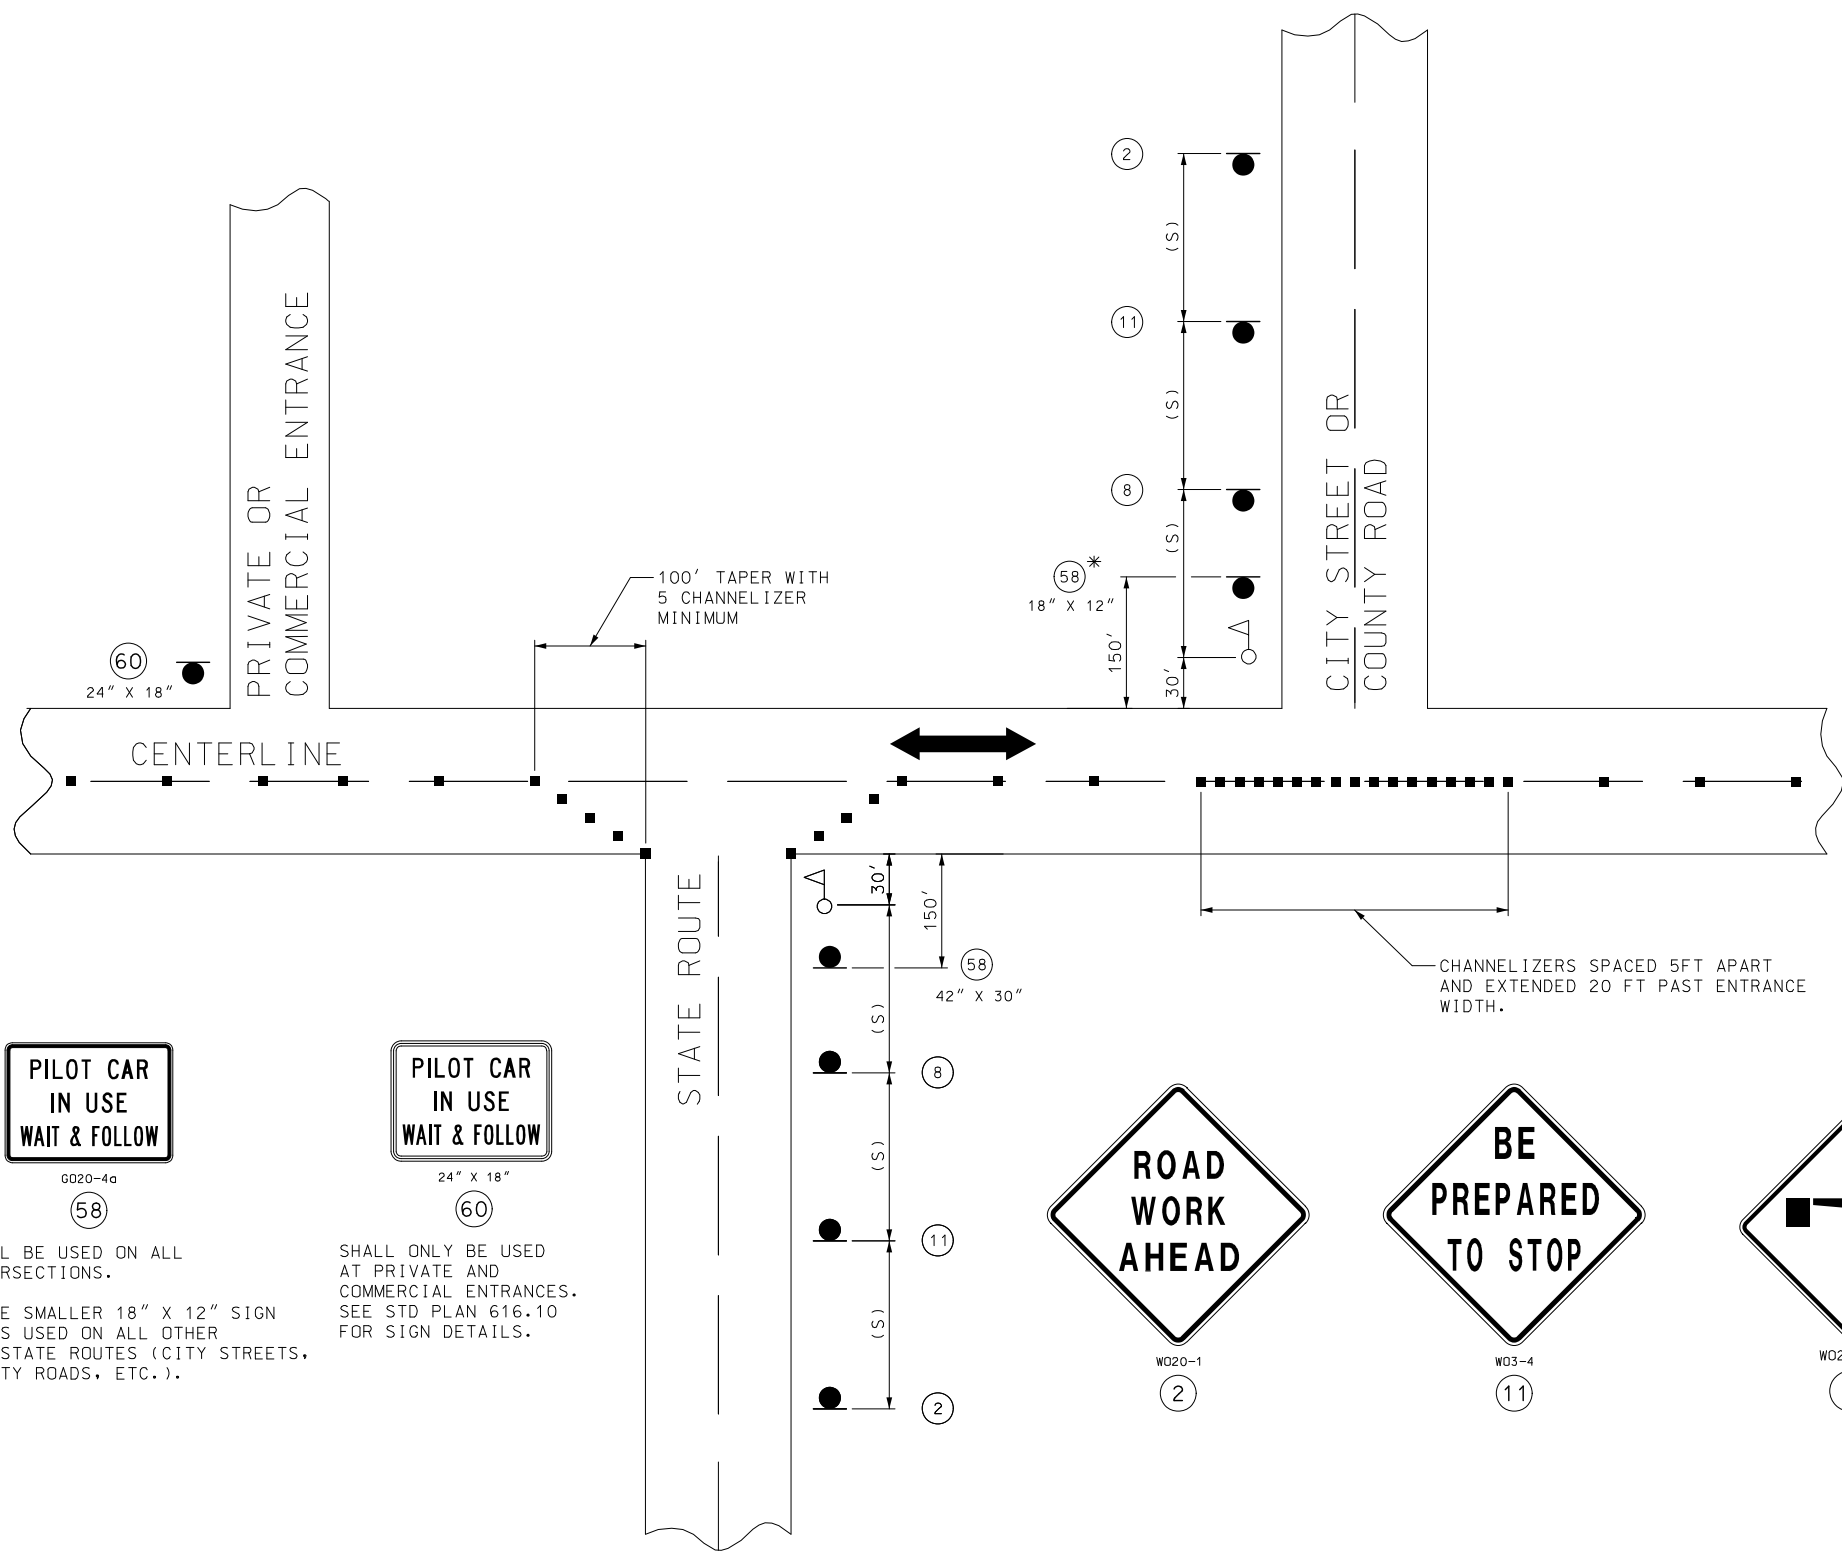 2
(S)
11
(S)
8
(S)
58 *
18" X 12"
150'
30'
CITY STREET OR
COUNTY ROAD
PRIVATE OR
COMMERCIAL ENTRANCE
100' TAPER WITH
5 CHANNELIZER
MINIMUM
60
24" X 18"
CENTERLINE
STATE ROUTE
30'
150'
58
42" X 30"
(S)
8
(S)
11
(S)
2
CHANNELIZERS SPACED 5FT APART
AND EXTENDED 20 FT PAST ENTRANCE
WIDTH.
PILOT CAR
IN USE
WAIT & FOLLOW
GO20-4a
58
L BE USED ON ALL
RSECTIONS.
E SMALLER 18" X 12" SIGN
S USED ON ALL OTHER
STATE ROUTES (CITY STREETS,
TY ROADS, ETC.).
PILOT CAR
IN USE
WAIT & FOLLOW
24" X 18"
60
SHALL ONLY BE USED
AT PRIVATE AND
COMMERCIAL ENTRANCES.
SEE STD PLAN 616.10
FOR SIGN DETAILS.
ROAD
WORK
AHEAD
WO20-1
2
BE
PREPARED
TO STOP
WO3-4
11